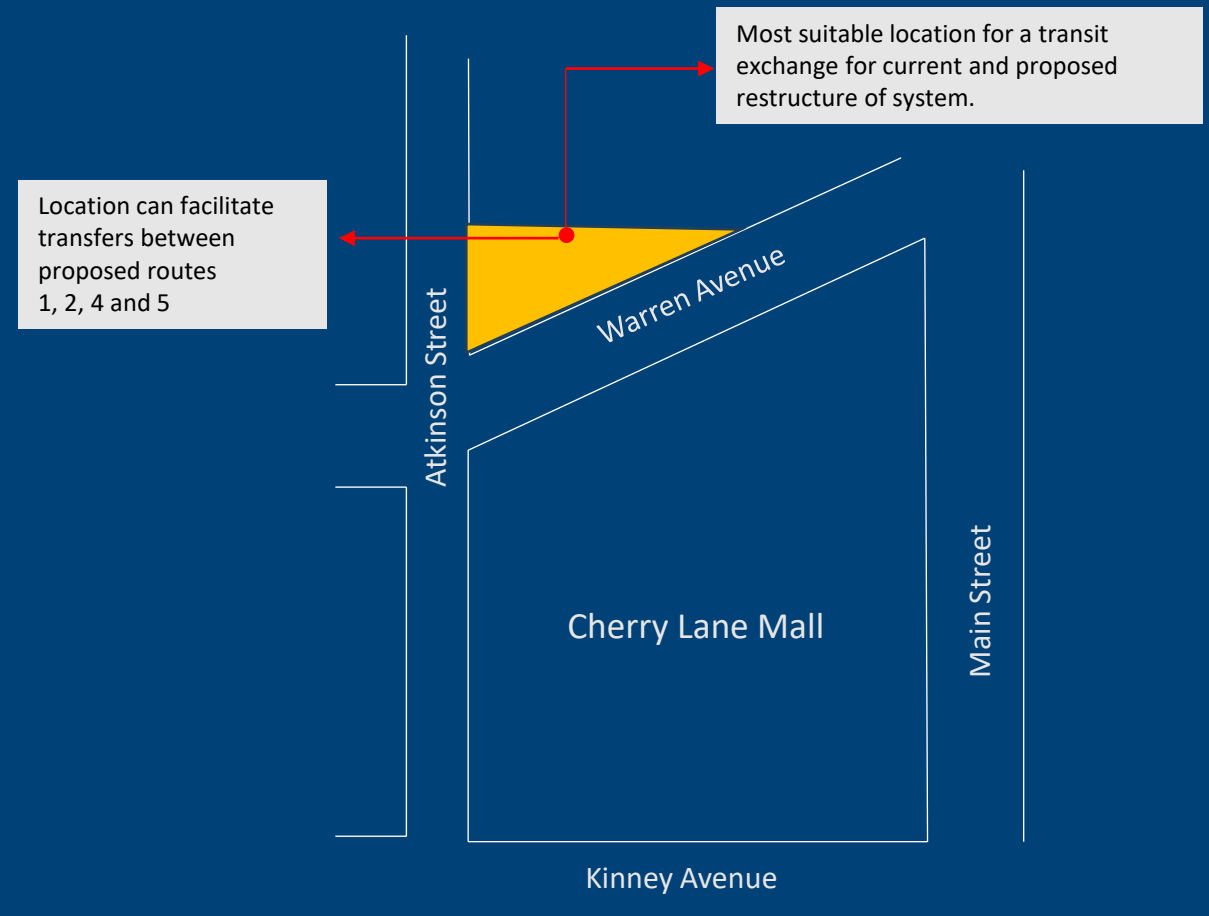 Most suitable location for a transit
exchange for current and proposed
restructure of system.
Location can facilitate
transfers between
proposed routes
1, 2, 4 and 5
Warren Avenue
Atkinson Street
Main Street
Cherry Lane Mall
Kinney Avenue